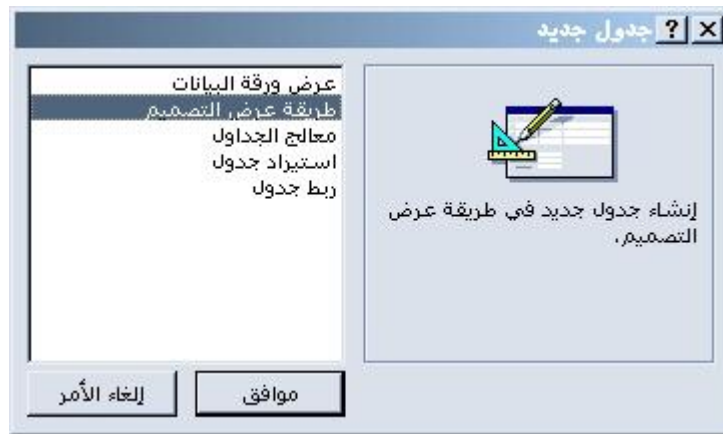 جدول جديد
عرض ورقة البيانات
طريقة عرض التصميم
معالج الجداول
استيراد جدول
ربط جدول
إنشاء جدول جديد في طريقة عرض
التصميم.
موافق
إلغاء الأمر